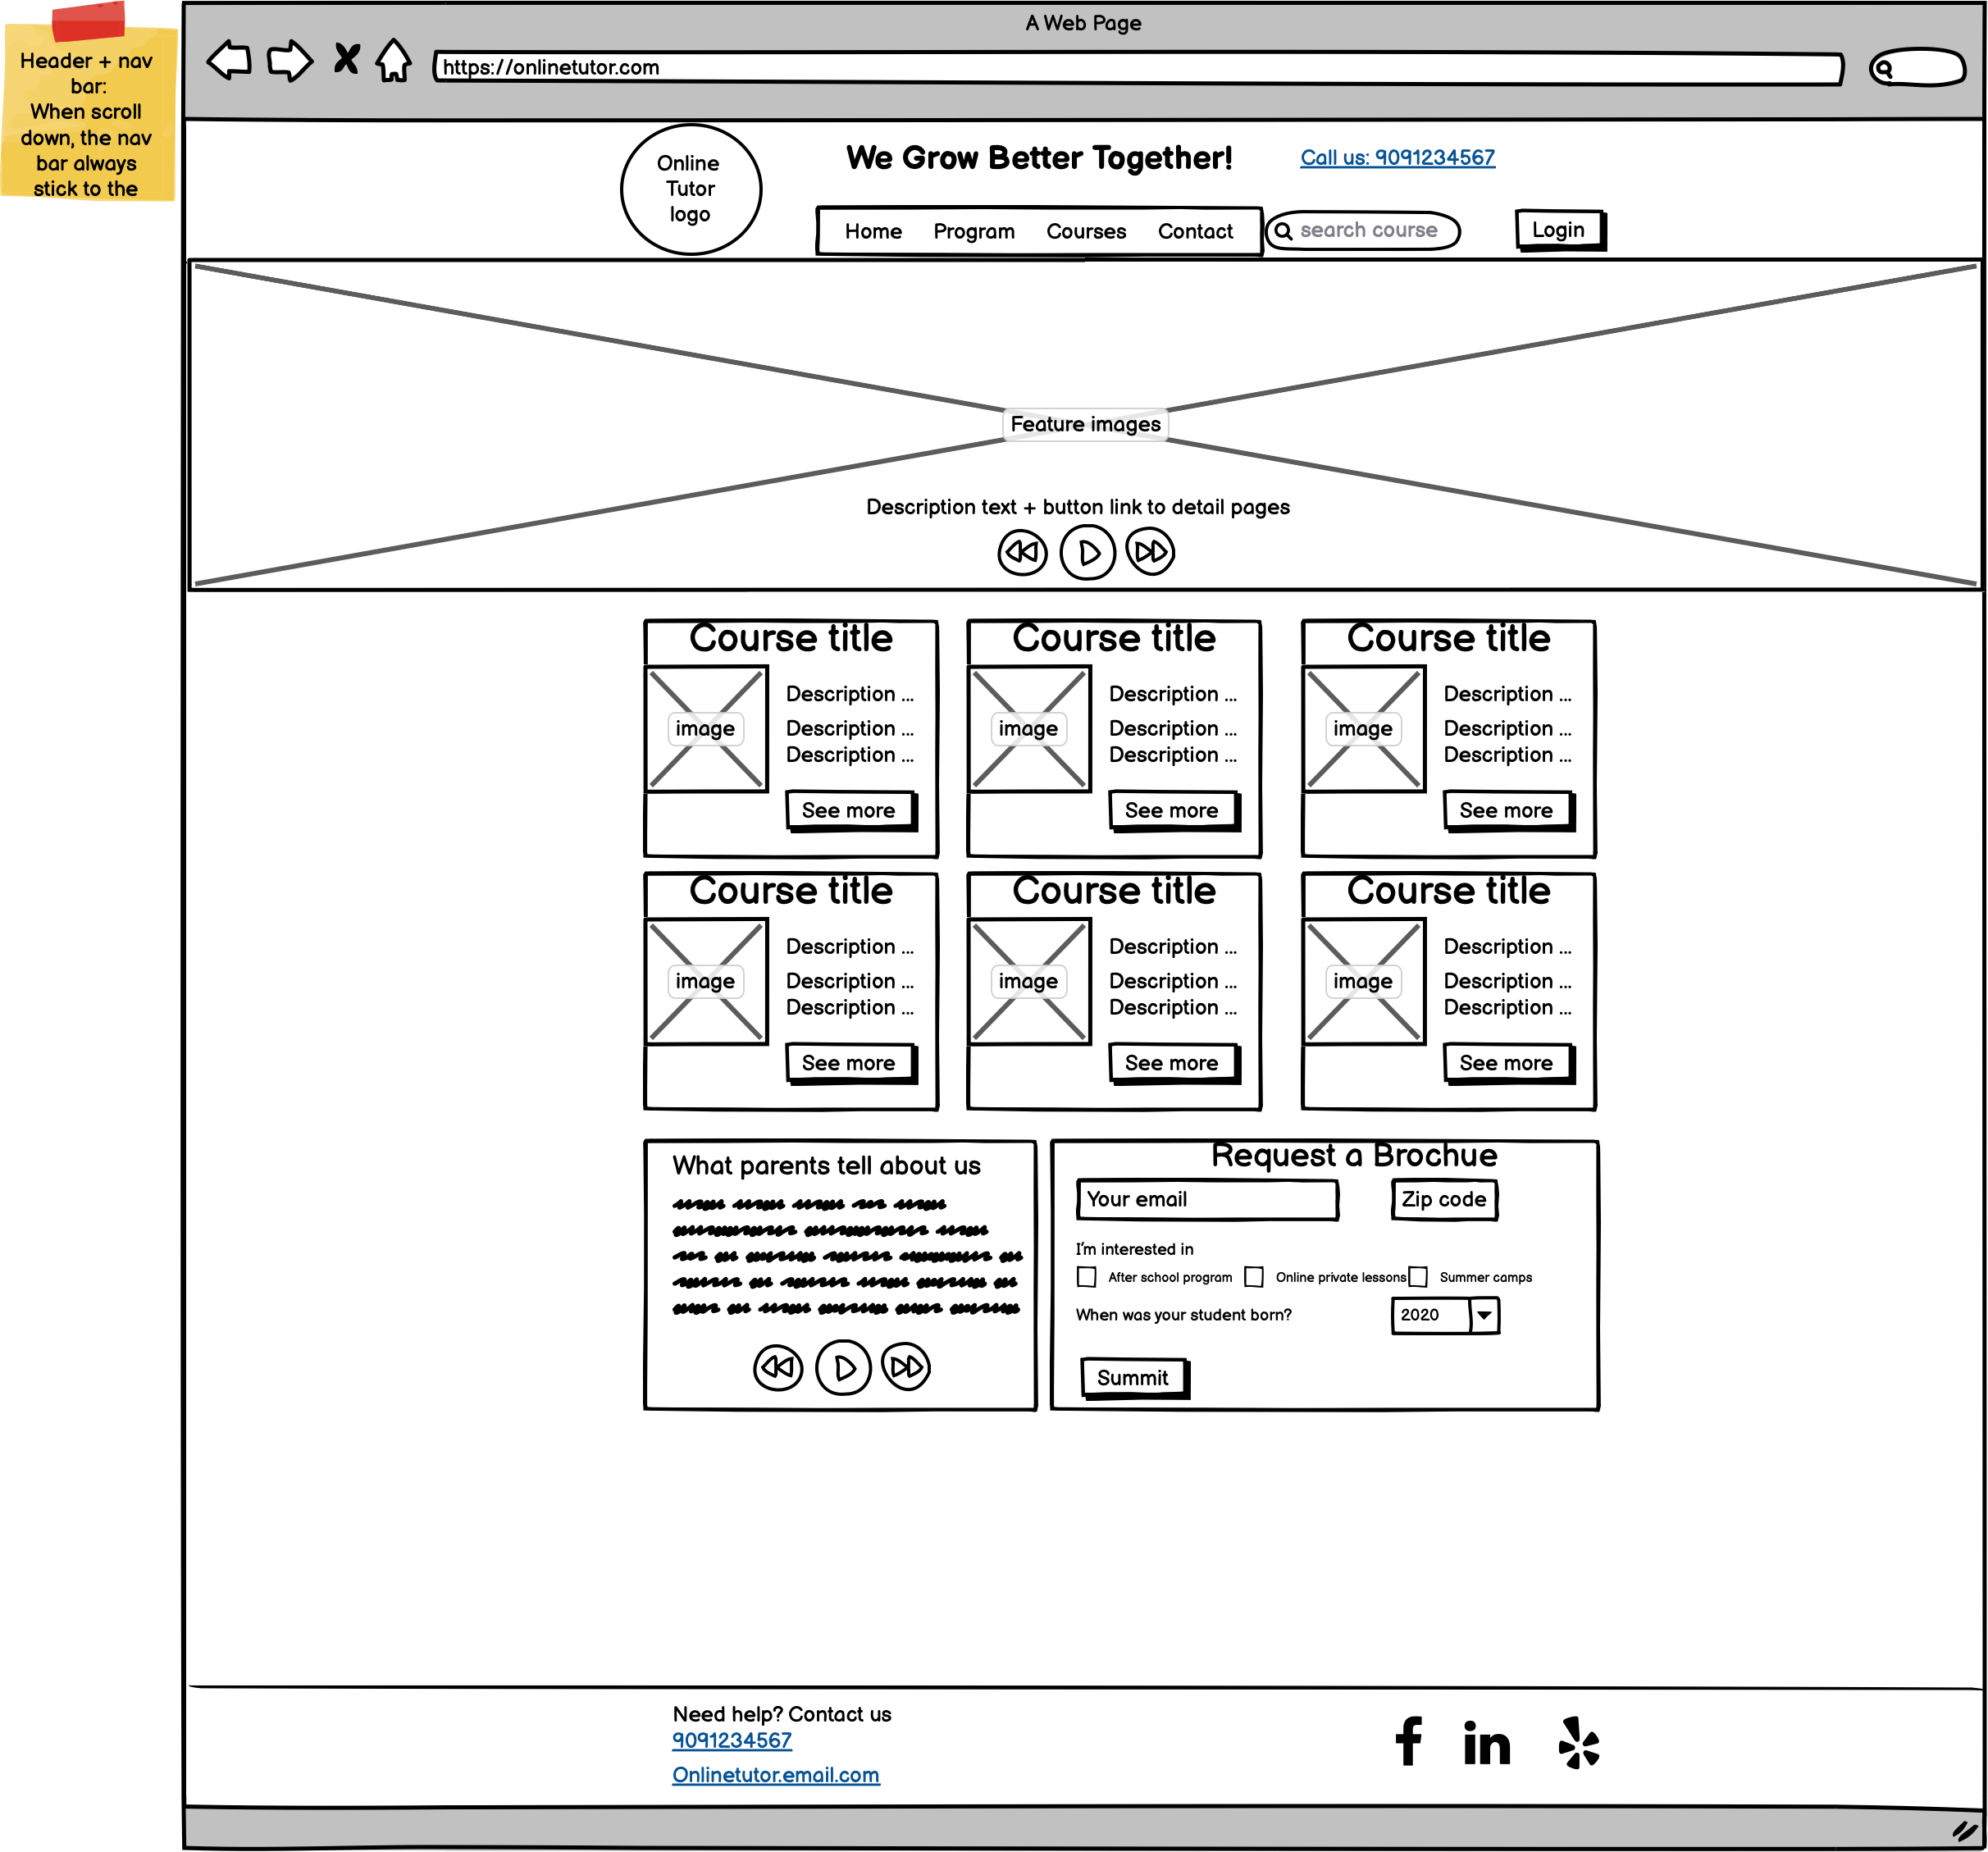 A Web Page
https://onlinetutor.com
Header + nav
bar:
When scroll
down, the nav
bar always
stick to the
Online
Tutor
logo
We Grow Better Together!
Call us: 9091234567
Home Program Courses Contact
search course
Login
Feature images
Description text + button link to detail pages
Course title
image
Description ...
Description ...
Description ...
See more
Course title
image
Description ...
Description ...
Description ...
See more
Course title
image
Description ...
Description ...
Description ...
See more
Course title
image
Description ...
Description ...
Description ...
See more
Course title
image
Description ...
Description ...
Description ...
See more
Course title
image
Description ...
Description ...
Description ...
See more
What parents tell about us
Request a Brochue
Your email
Zip code
I'm interested in
After school program
Online private lessons
Summer camps
When was your student born?
2020
Summit
Need help? Contact us
9091234567
Onlinetutor.email.com
f
in